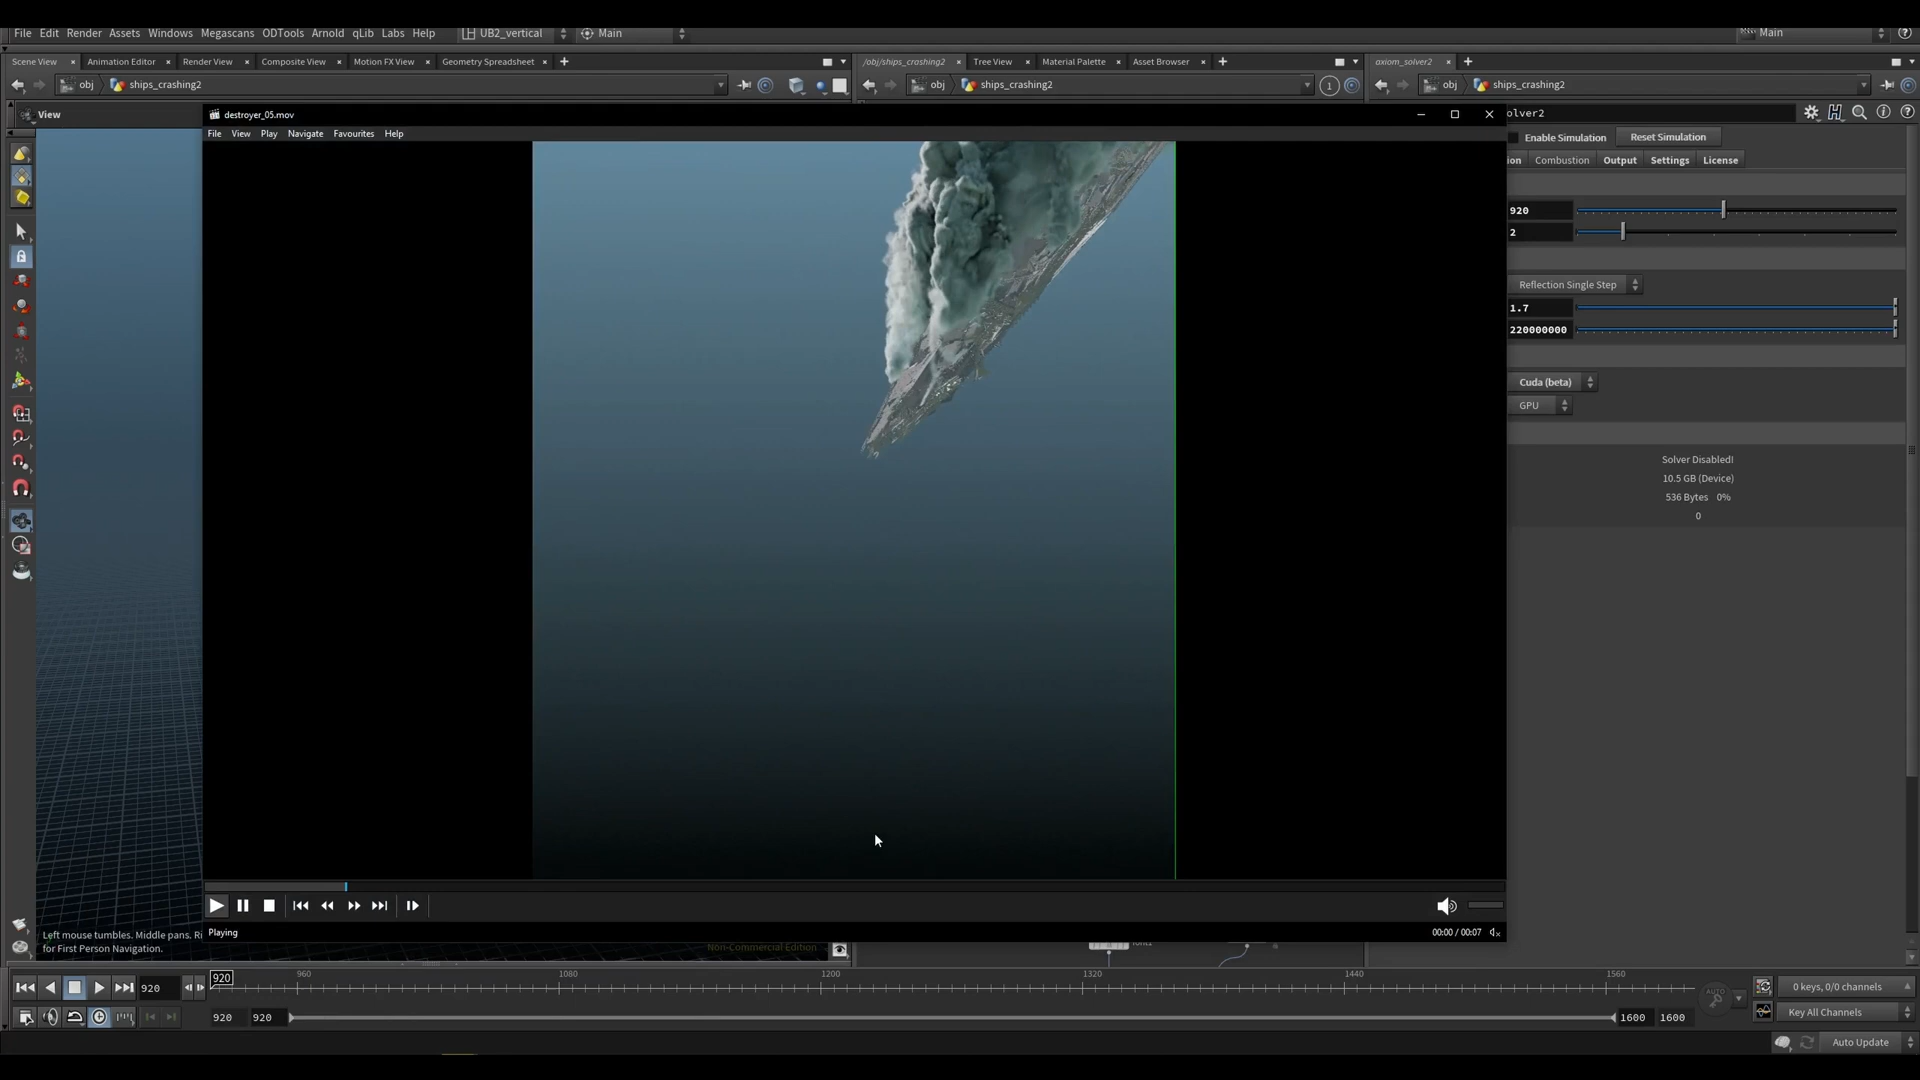 File Edit Render Assets Windows Megascans ODTools Arnold qLib Labs Help UB2_vertical Main Main
Scene View Animation Editor Render View Composite View Motion FX View Geometry Spreadsheet /obj/ships_crashing2 Tree View Material Palette Asset Browser axiom_solver2
obj ships_crashing2 obj ships_crashing2 1 obj ships_crashing2
View destroyer_05.mov olver2
File View Play Navigate Favourites Help Enable Simulation Reset Simulation
ion Combustion Output Settings License
920
2
Reflection Single Step
1.7
220000000
Cuda (beta)
GPU
Solver Disabled!
10.5 GB (Device)
536 Bytes 0%
0
Playing 00:00 / 00:07
Left mouse tumbles. Middle pans. Ri
for First Person Navigation.
Non-Commercial Edition
920 920 960 1080 1200 1320 1440 1560 AUTO 0 keys, 0/0 channels
920 920 1600 1600 Key All Channels
Auto Update